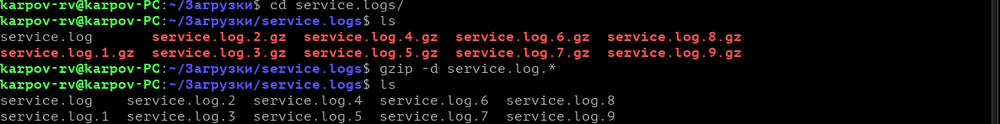 karpov-rv@karpov-PC:~/Загрузки$ cd service.logs/
karpov-rv@karpov-PC:~/Загрузки/service.logs$ ls
service.log       service.log.2.gz  service.log.4.gz  service.log.6.gz  service.log.8.gz
service.log.1.gz  service.log.3.gz  service.log.5.gz  service.log.7.gz  service.log.9.gz
karpov-rv@karpov-PC:~/Загрузки/service.logs$ gzip -d service.log.*
karpov-rv@karpov-PC:~/Загрузки/service.logs$ ls
service.log    service.log.2  service.log.4  service.log.6  service.log.8
service.log.1  service.log.3  service.log.5  service.log.7  service.log.9